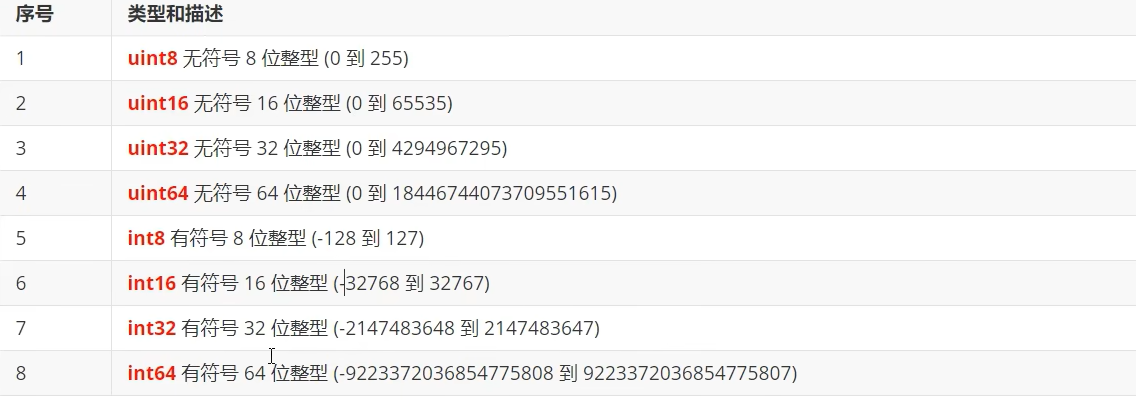 序号 类型和描述
1 uint8 无符号 8 位整型 (0 到 255)
2 uint16 无符号 16 位整型 (0 到 65535)
3 uint32 无符号 32 位整型 (0 到 4294967295)
4 uint64 无符号 64 位整型 (0 到 18446744073709551615)
5 int8 有符号 8 位整型 (-128 到 127)
6 int16 有符号 16 位整型 (-32768 到 32767)
7 int32 有符号 32 位整型 (-2147483648 到 2147483647)
8 int64 有符号 64 位整型 (-9223372036854775808 到 9223372036854775807)